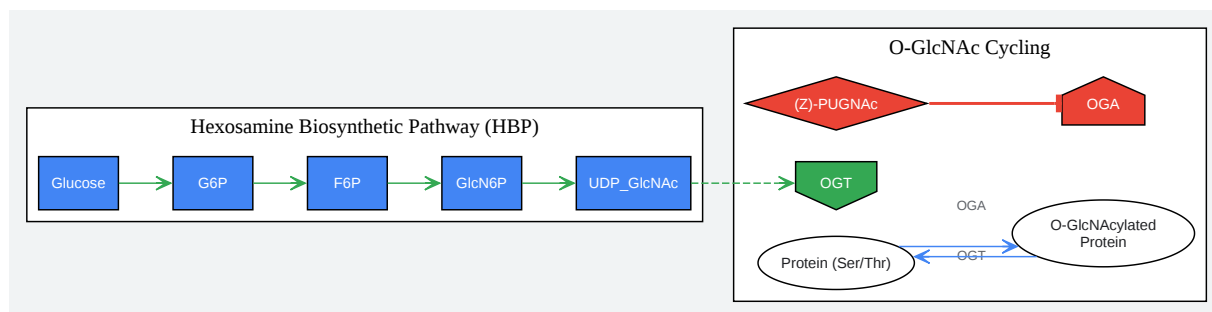 O-GlcNAc Cycling
(Z)-PUGNAc
OGA
Hexosamine Biosynthetic Pathway (HBP)
Glucose
G6P
F6P
GlcN6P
UDP_GlcNAc
OGT
OGA
O-GlcNAcylated
Protein
Protein (Ser/Thr)
OGT